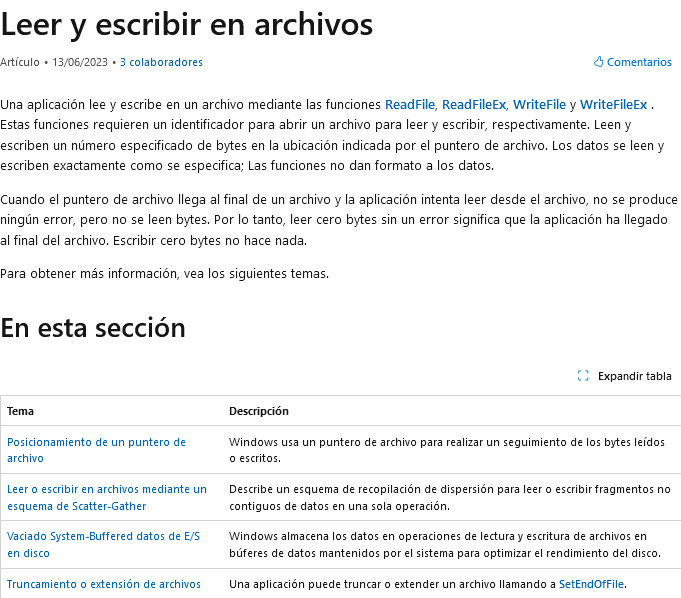 Leer y escribir en archivos
Artículo • 13/06/2023 • 3 colaboradores
Comentarios
Una aplicación lee y escribe en un archivo mediante las funciones ReadFile, ReadFileEx, WriteFile y WriteFileEx .
Estas funciones requieren un identificador para abrir un archivo para leer y escribir, respectivamente. Leen y
escriben un número especificado de bytes en la ubicación indicada por el puntero de archivo. Los datos se leen y
escriben exactamente como se especifica; Las funciones no dan formato a los datos.
Cuando el puntero de archivo llega al final de un archivo y la aplicación intenta leer desde el archivo, no se produce
ningún error, pero no se leen bytes. Por lo tanto, leer cero bytes sin un error significa que la aplicación ha llegado
al final del archivo. Escribir cero bytes no hace nada.
Para obtener más información, vea los siguientes temas.
En esta sección
Expandir tabla
Tema
Descripción
Posicionamiento de un puntero de
archivo
Windows usa un puntero de archivo para realizar un seguimiento de los bytes leídos
o escritos.
Leer o escribir en archivos mediante un
esquema de Scatter-Gather
Describe un esquema de recopilación de dispersión para leer o escribir fragmentos no
contiguos de datos en una sola operación.
Vaciado System-Buffered datos de E/S
en disco
Windows almacena los datos en operaciones de lectura y escritura de archivos en
búferes de datos mantenidos por el sistema para optimizar el rendimiento del disco.
Truncamiento o extensión de archivos
Una aplicación puede truncar o extender un archivo llamando a SetEndOfFile.